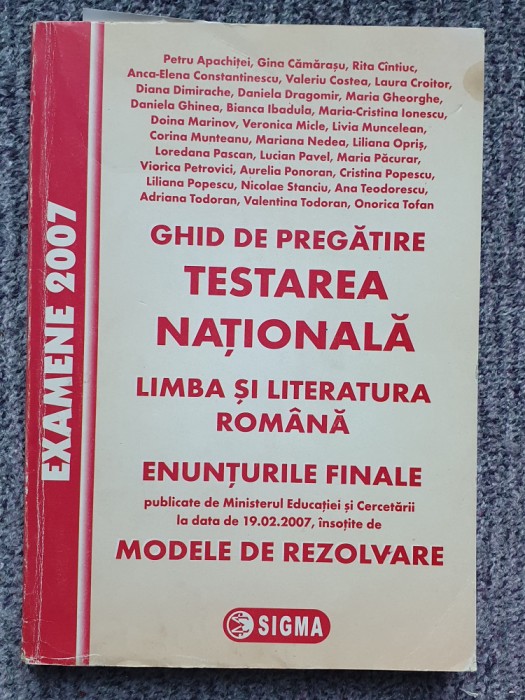 Petru Apachiței, Gina Cămărașu, Rita Cîntiuc,
Anca-Elena Constantinescu, Valeriu Costea, Laura Croitor,
Diana Dimirache, Daniela Dragomir, Maria Gheorghe,
Daniela Ghinea, Bianca Ibadula, Maria-Cristina Ionescu,
Doina Marinov, Veronica Micle, Livia Muncelean,
Corina Munteanu, Mariana Nedea, Liliana Opriș,
Loredana Pascan, Lucian Pavel, Maria Păcurar,
Viorica Petrovici, Aurelia Ponoran, Cristina Popescu,
Liliana Popescu, Nicolae Stanciu, Ana Teodorescu,
Adriana Todoran, Valentina Todoran, Onorica Tofan
GHID DE PREGĂTIRE
TESTAREA
NAȚIONALĂ
LIMBA ȘI LITERATURA
ROMÂNĂ
ENUNȚURILE FINALE
publicate de Ministerul Educației și Cercetării
la data de 19.02.2007, însoțite de
MODELE DE REZOLVARE
SIGMA
EXAMENE 2007